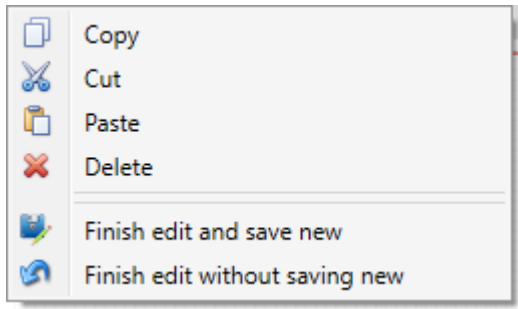 Copy
Cut
Paste
Delete
Finish edit and save new
Finish edit without saving new